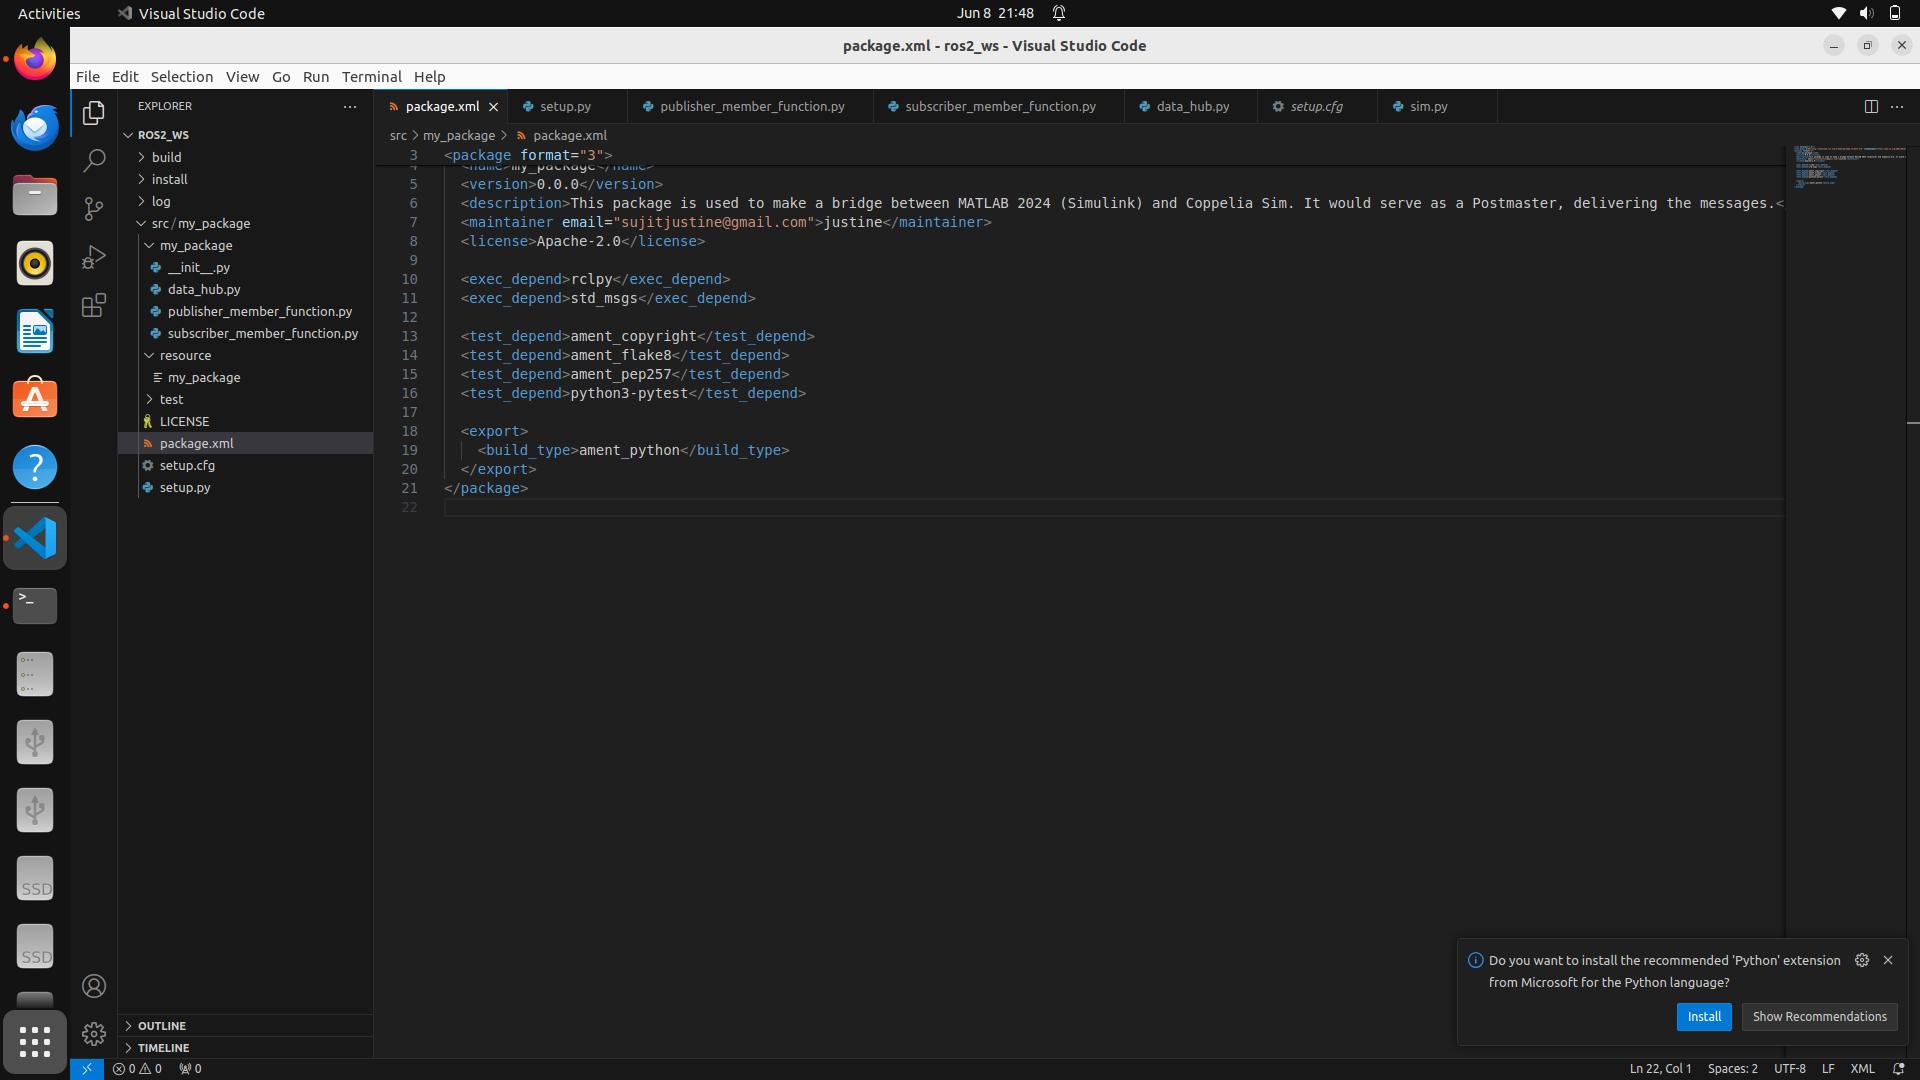 Activities
Visual Studio Code
Jun 8 21:48
package.xml - ros2_ws - Visual Studio Code
File Edit Selection View Go Run Terminal Help
EXPLORER
ROS2_WS
build
install
log
src/my_package
my_package
__init__.py
data_hub.py
publisher_member_function.py
subscriber_member_function.py
resource
my_package
test
LICENSE
package.xml
setup.cfg
setup.py
OUTLINE
TIMELINE
package.xml setup.py publisher_member_function.py subscriber_member_function.py data_hub.py setup.cfg sim.py
src > my_package > package.xml
3 <package format="3">
4 <name>my_package</name>
5 <version>0.0.0</version>
6 <description>This package is used to make a bridge between MATLAB 2024 (Simulink) and Coppelia Sim. It would serve as a Postmaster, delivering the messages.<
7 <maintainer email="sujitjustine@gmail.com">justine</maintainer>
8 <license>Apache-2.0</license>
9
10 <exec_depend>rclpy</exec_depend>
11 <exec_depend>std_msgs</exec_depend>
12
13 <test_depend>ament_copyright</test_depend>
14 <test_depend>ament_flake8</test_depend>
15 <test_depend>ament_pep257</test_depend>
16 <test_depend>python3-pytest</test_depend>
17
18 <export>
19 <build_type>ament_python</build_type>
20 </export>
21 </package>
22
Do you want to install the recommended 'Python' extension
from Microsoft for the Python language?
Install Show Recommendations
SSD
SSD
0 0 0
Ln 22, Col 1 Spaces: 2 UTF-8 LF XML